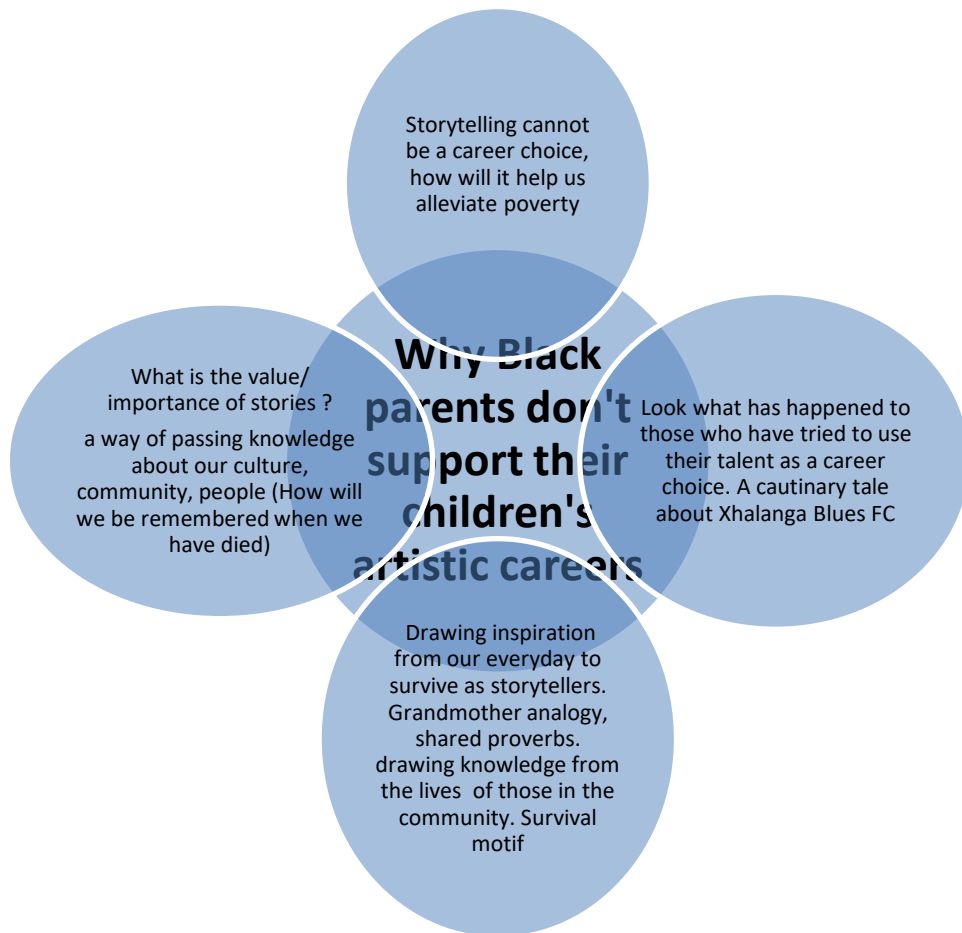 Storytelling cannot
be a career choice,
how will it help us
alleviate poverty
Why Black
parents don't
support their
children's
artistic careers
What is the value/
importance of stories ?
a way of passing knowledge
about our culture,
community, people (How will
we be remembered when we
have died)
Look what has happened to
those who have tried to use
their talent as a career
choice. A cautinary tale
about Xhalanga Blues FC
Drawing inspiration
from our everyday to
survive as storytellers.
Grandmother analogy,
shared proverbs.
drawing knowledge from
the lives of those in the
community. Survival
motif